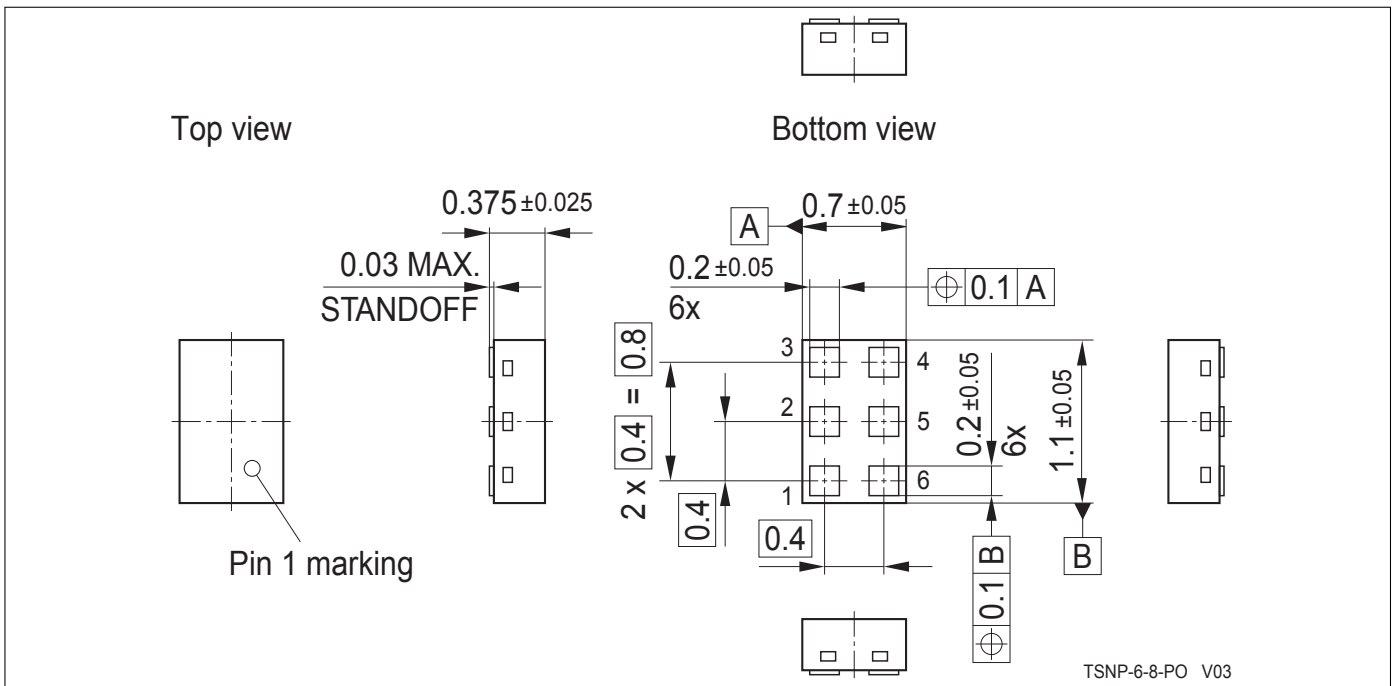 Top view
Bottom view
0.375 ±0.025
0.7 ±0.05
A
0.03 MAX.
STANDOFF
0.2 ±0.05
6x
0.1 A
2 x 0.4 = 0.8
0.4
3
4
2
5
1
6
0.2 ±0.05
6x
1.1 ±0.05
0.4
0.1 B
B
Pin 1 marking
TSNP-6-8-PO V03